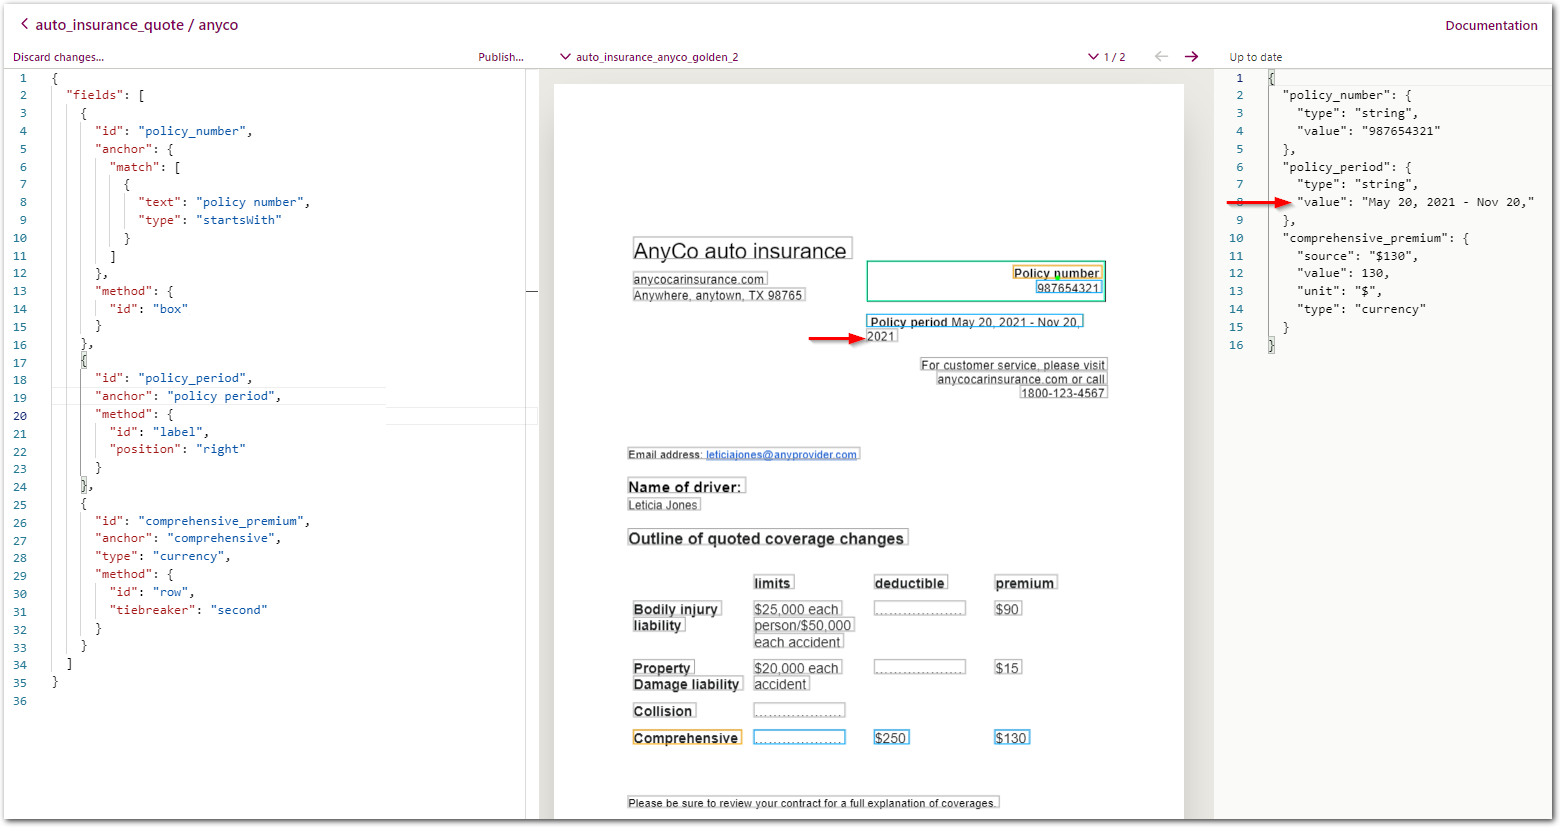 auto_insurance_quote / anyco
Documentation
Discard changes...
Publish...
auto_insurance_anyco_golden_2
1 / 2
Up to date
1 {
2 "fields": [
3 {
4 "id": "policy_number",
5 "anchor": {
6 "match": [
7 {
8 "text": "policy number",
9 "type": "startsWith"
10 }
11 ]
12 },
13 "method": {
14 "id": "box"
15 }
16 },
17 {
18 "id": "policy_period",
19 "anchor": "policy period",
20 "method": {
21 "id": "label",
22 "position": "right"
23 }
24 },
25 {
26 "id": "comprehensive_premium",
27 "anchor": "comprehensive",
28 "type": "currency",
29 "method": {
30 "id": "row",
31 "tiebreaker": "second"
32 }
33 }
34 ]
35 }
36
AnyCo auto insurance
anycocarinsurance.com
Anywhere, anytown, TX 98765
Policy number
987654321
Policy period May 20, 2021 - Nov 20,
2021
For customer service, please visit
anycocarinsurance.com or call
1800-123-4567
Email address: leticiajones@anyprovider.com
Name of driver:
Leticia Jones
Outline of quoted coverage changes
limits deductible premium
Bodily injury $25,000 each .................... $90
liability person/$50,000
each accident
Property $20,000 each .................... $15
Damage liability accident
Collision ....................
Comprehensive .................... $250 $130
Please be sure to review your contract for a full explanation of coverages.
1 {
2 "policy_number": {
3 "type": "string",
4 "value": "987654321"
5 },
6 "policy_period": {
7 "type": "string",
8 "value": "May 20, 2021 - Nov 20,"
9 },
10 "comprehensive_premium": {
11 "source": "$130",
12 "value": 130,
13 "unit": "$",
14 "type": "currency"
15 }
16 }